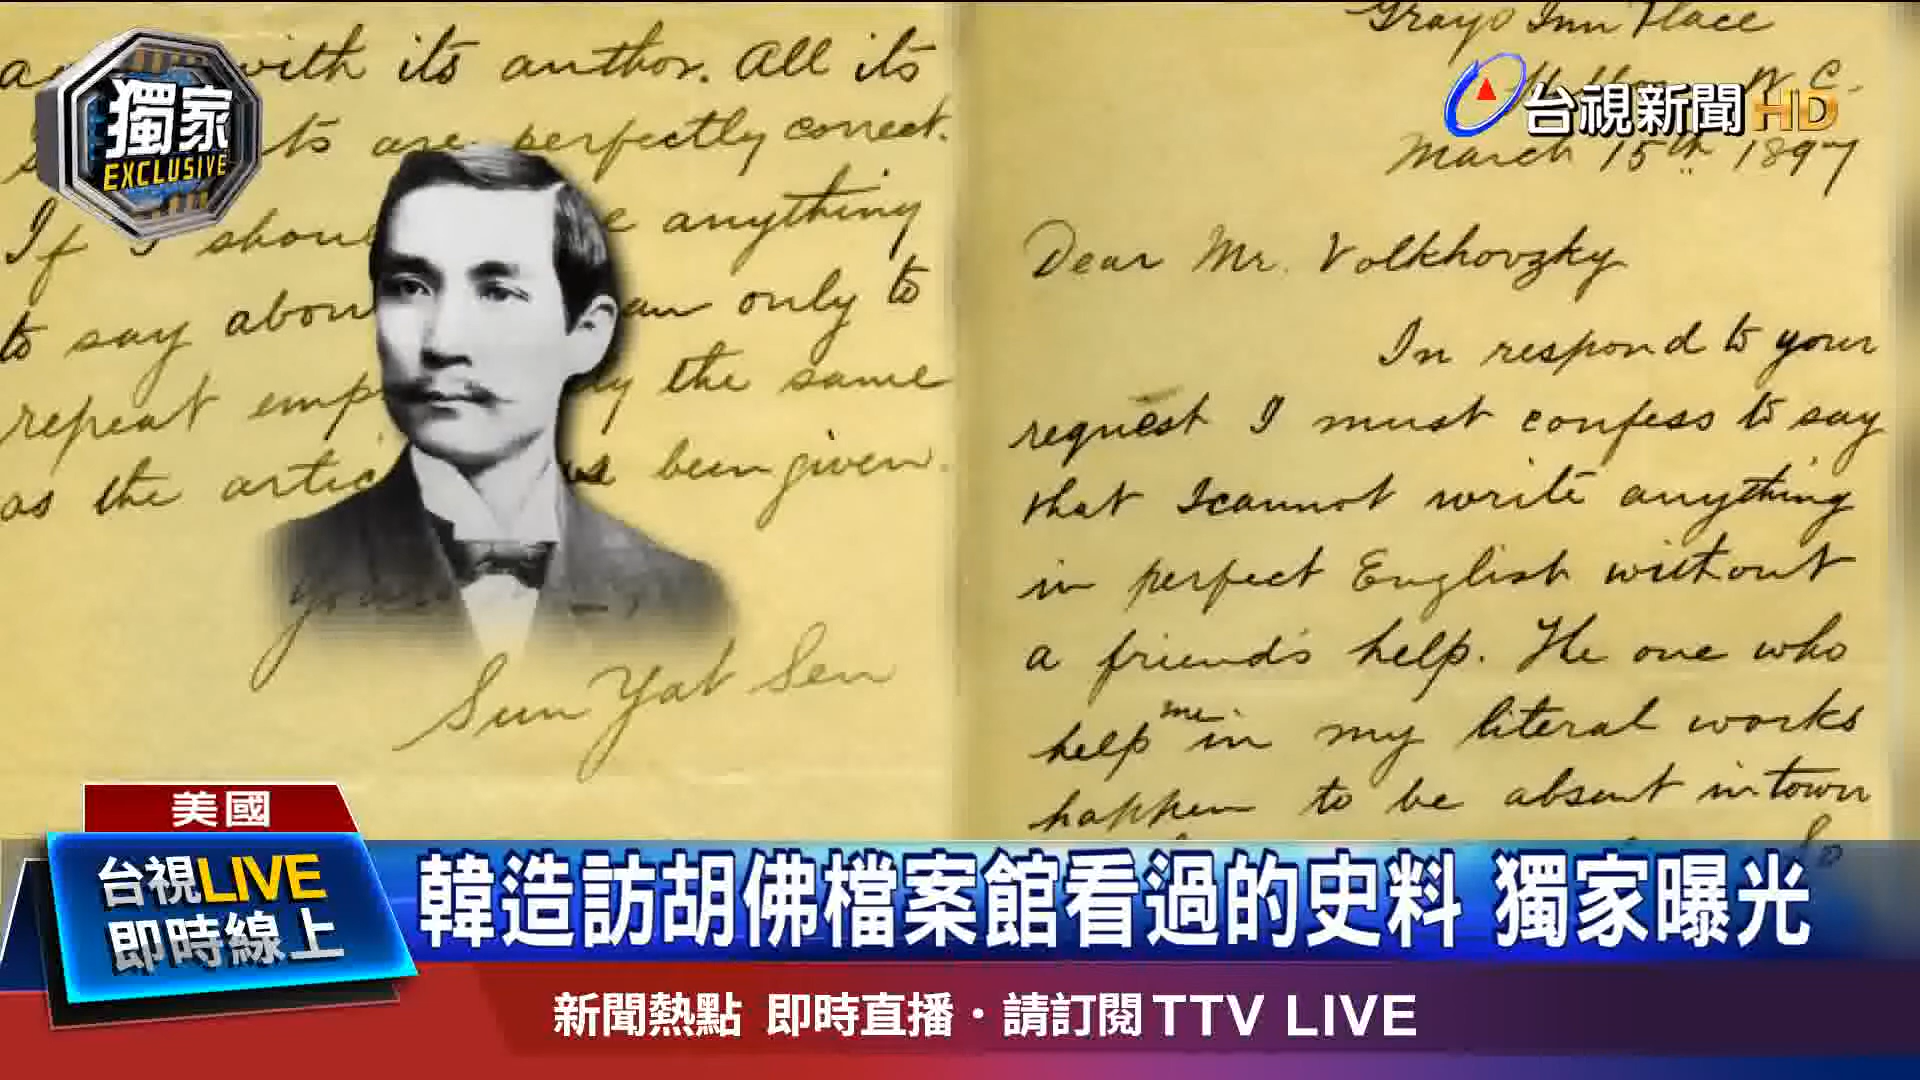 獨家
EXCLUSIVE
台視新聞HD
with its author. All its
are perfectly correct.
If I anything
to say only to
repeat the same
as the been given.
Sun Yat Sen
Grays Inn Place
W. C.
March 15th 1897
Dear Mr. Volkhovzky
In respond to your
request I must confess to say
that I cannot write anything
in perfect English without
a friend's help. The one who
help me in my literal works
happen to be absent in town
So
美國
台視LIVE
即時線上
韓造訪胡佛檔案館看過的史料 獨家曝光
新聞熱點 即時直播・請訂閱TTV LIVE